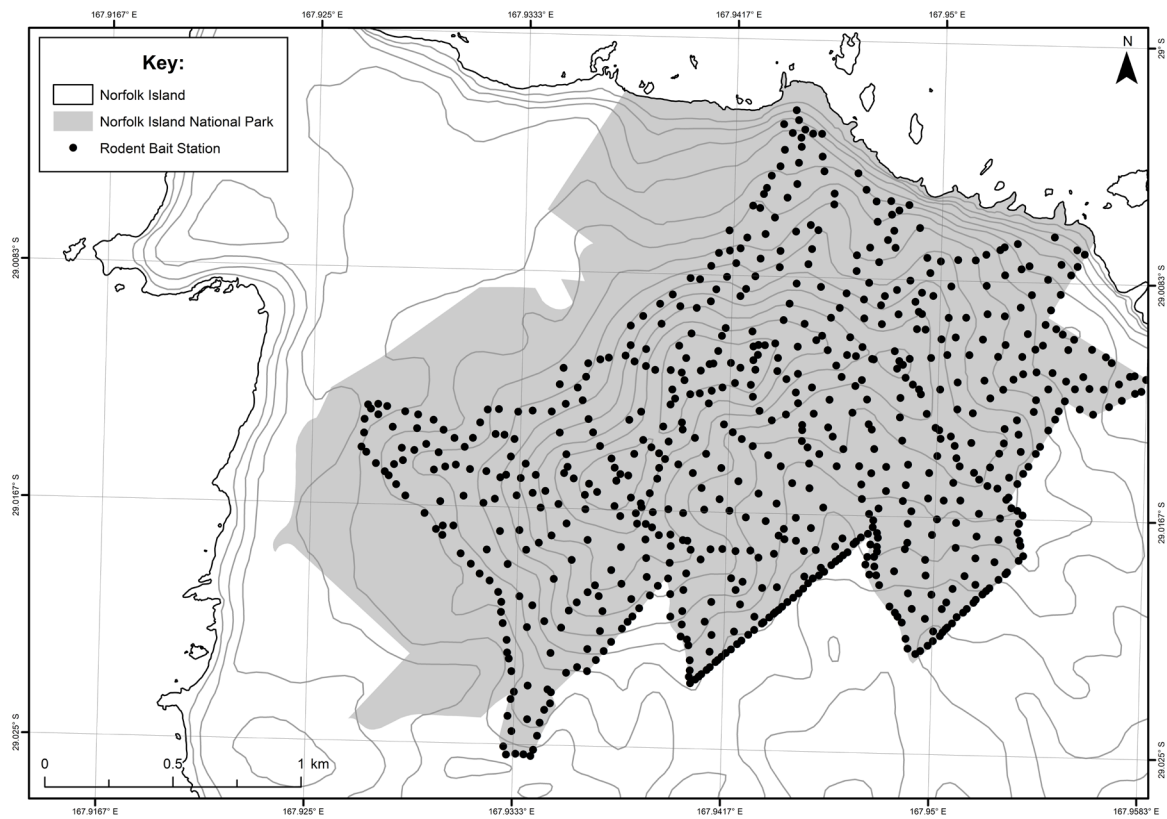 167.9167° E 167.925° E 167.9333° E 167.9417° E 167.95° E
Key:
Norfolk Island
Norfolk Island National Park
Rodent Bait Station
N
29° S
29.0083° S
29.0083° S
29.0167° S
29.0167° S
29.025° S
29.025° S
0 0.5 1 km
167.9167° E 167.925° E 167.9333° E 167.9417° E 167.95° E 167.9583° E